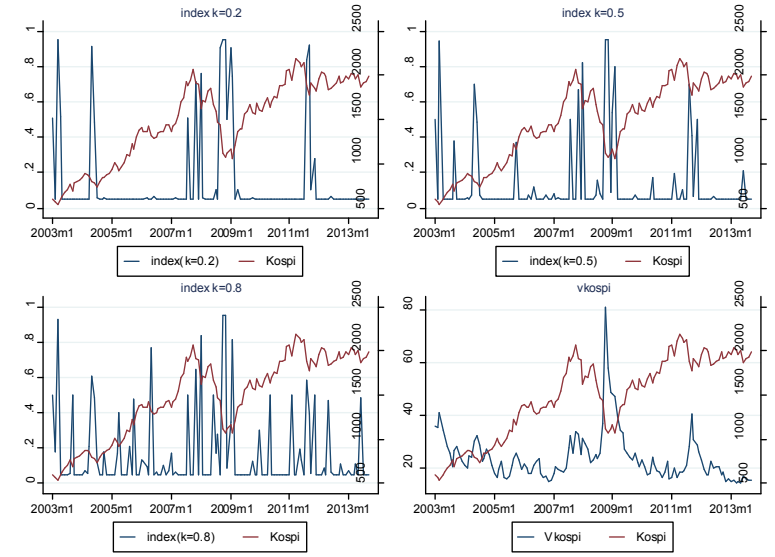 index k=0.2
0 .2 .4 .6 .8 1
500 1000 1500 2000 2500
2003m1 2005m1 2007m1 2009m1 2011m1 2013m1
index(k=0.2) Kospi
index k=0.5
0 .2 .4 .6 .8 1
500 1000 1500 2000 2500
2003m1 2005m1 2007m1 2009m1 2011m1 2013m1
index(k=0.5) Kospi
index k=0.8
0 .2 .4 .6 .8 1
500 1000 1500 2000 2500
2003m1 2005m1 2007m1 2009m1 2011m1 2013m1
index(k=0.8) Kospi
vkospi
20 40 60 80
500 1000 1500 2000 2500
2003m1 2005m1 2007m1 2009m1 2011m1 2013m1
Vkospi Kospi